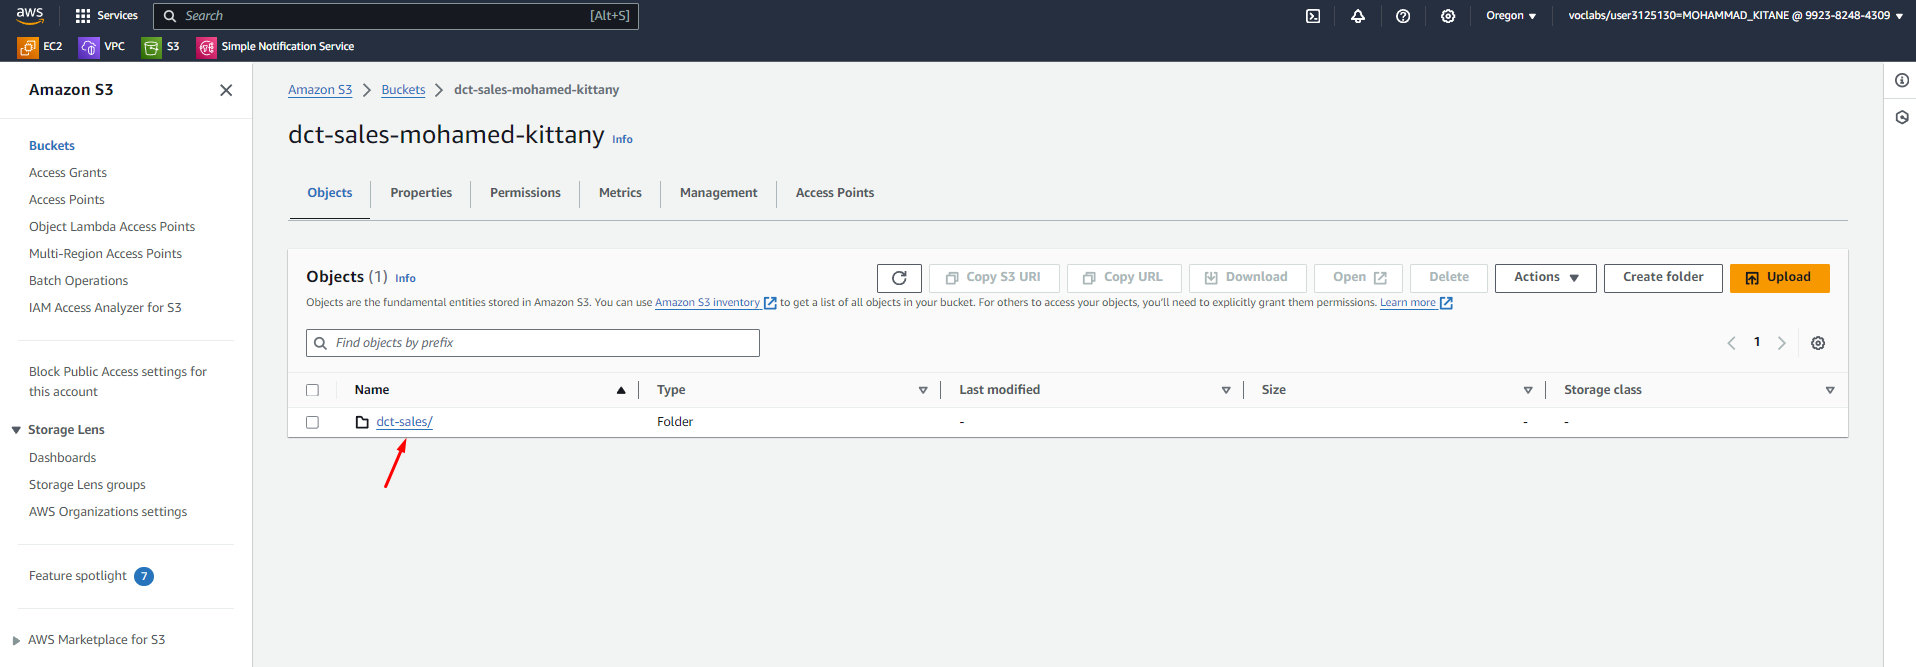 aws Services Search [Alt+S] Oregon voclabs/user3125130=MOHAMMAD_KITANE @ 9923-8248-4309
EC2 VPC S3 Simple Notification Service
Amazon S3
Buckets
Access Grants
Access Points
Object Lambda Access Points
Multi-Region Access Points
Batch Operations
IAM Access Analyzer for S3
Block Public Access settings for
this account
Storage Lens
Dashboards
Storage Lens groups
AWS Organizations settings
Feature spotlight 7
AWS Marketplace for S3
Amazon S3 > Buckets > dct-sales-mohamed-kittany
dct-sales-mohamed-kittany Info
Objects Properties Permissions Metrics Management Access Points
Objects (1) Info Copy S3 URI Copy URL Download Open Delete Actions Create folder Upload
Objects are the fundamental entities stored in Amazon S3. You can use Amazon S3 inventory to get a list of all objects in your bucket. For others to access your objects, you'll need to explicitly grant them permissions. Learn more
Find objects by prefix 1
Name Type Last modified Size Storage class
dct-sales/ Folder - - -